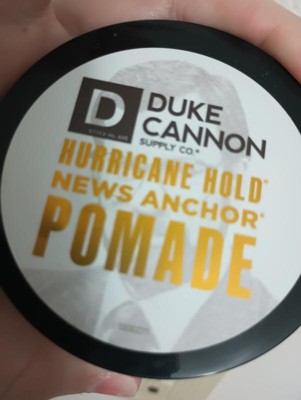 D
DUKE
CANNON
SUPPLY CO.®
HURRICANE HOLD®
NEWS ANCHOR®
POMADE